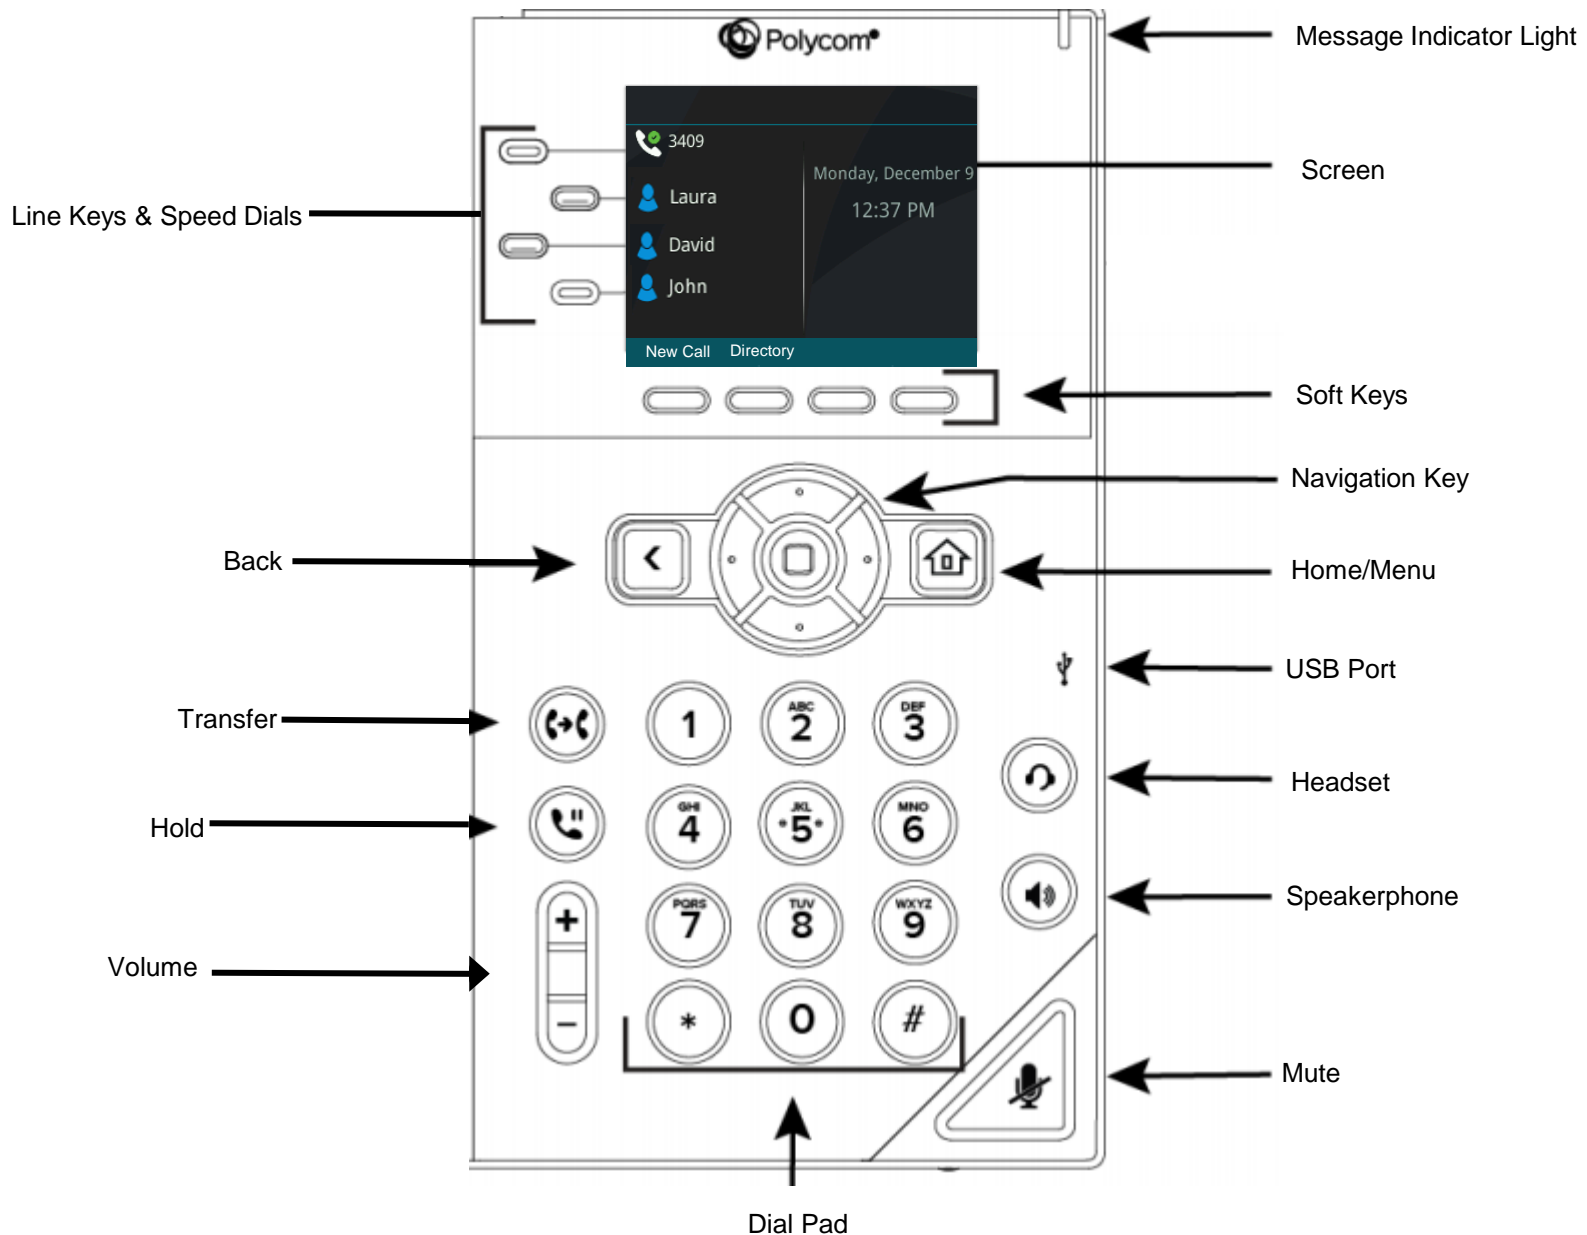 Polycom
Message Indicator Light
3409
Monday, December 9
Screen
Laura
12:37 PM
Line Keys & Speed Dials
David
John
New Call Directory
Soft Keys
Navigation Key
Back
Home/Menu
USB Port
Transfer
1
ABC
2
DEF
3
Headset
Hold
GHI
4
JKL
5
MNO
6
Speakerphone
PQRS
7
TUV
8
WXYZ
9
+
Volume
-
*
0
#
Mute
Dial Pad